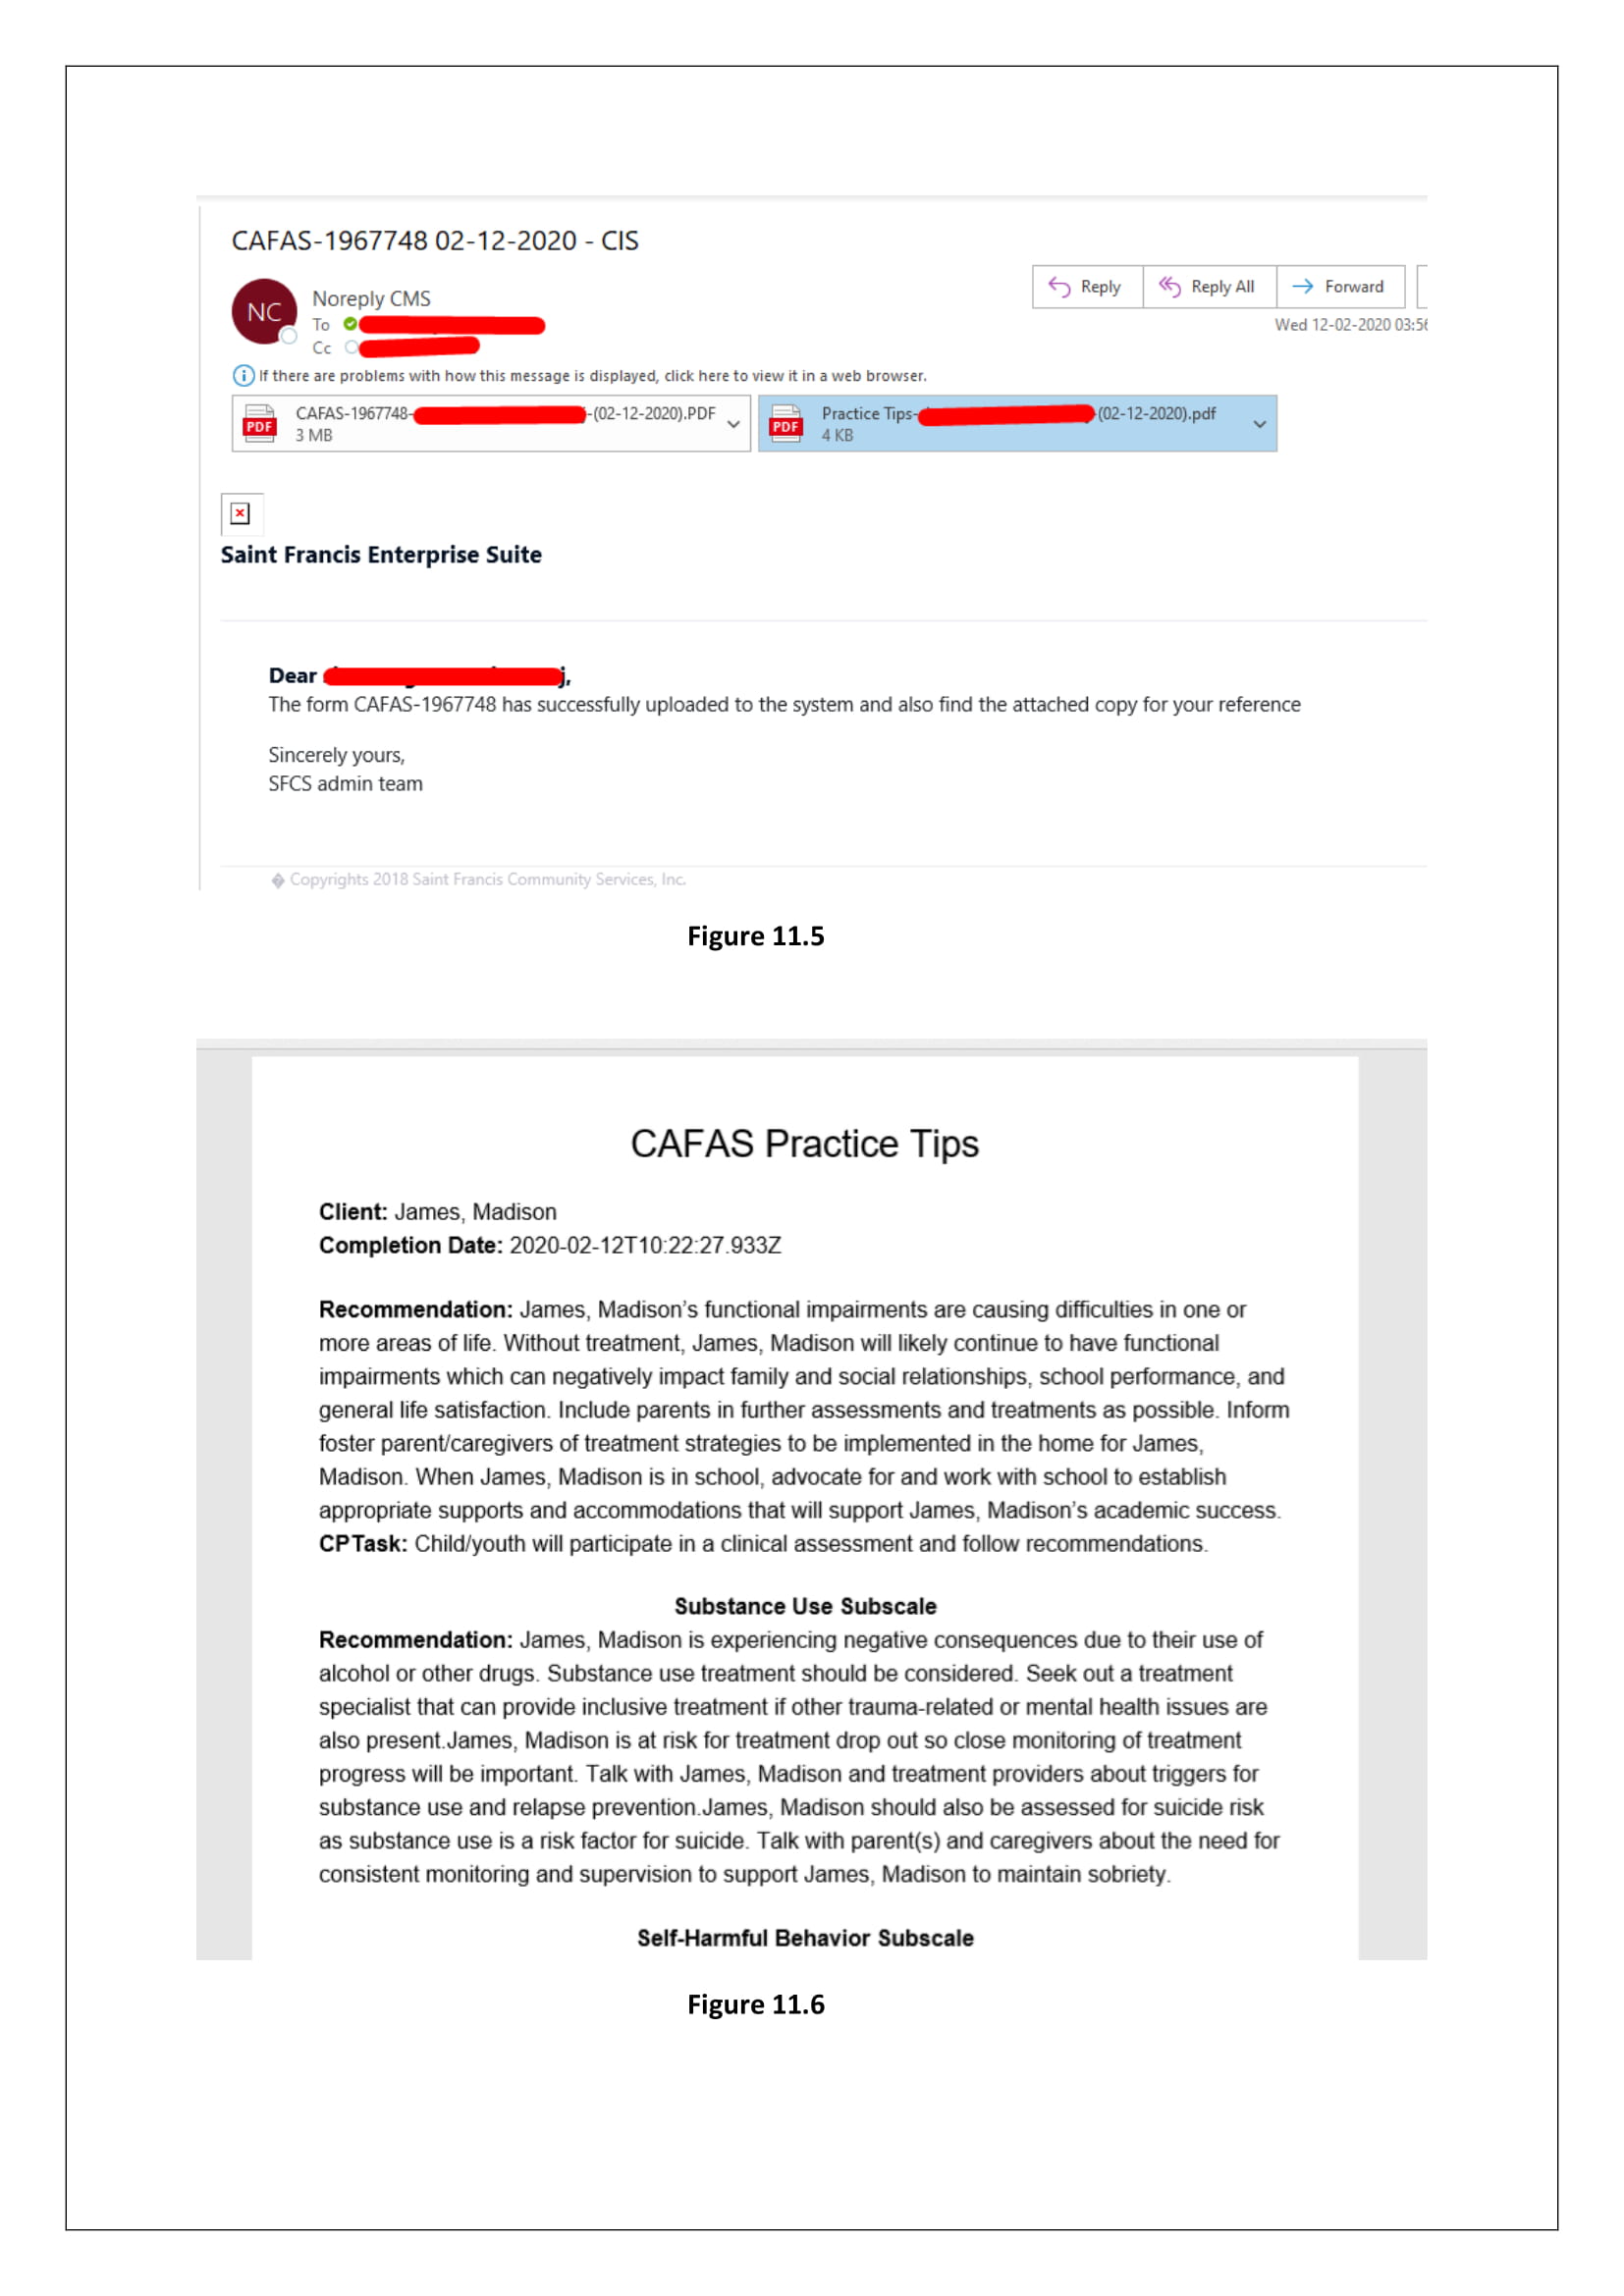 CAFAS-1967748 02-12-2020 - CIS
NC
Noreply CMS
Reply
Reply All
Forward
To
Wed 12-02-2020 03:56
Cc
If there are problems with how this message is displayed, click here to view it in a web browser.
PDF
CAFAS-1967748- -(02-12-2020).PDF
3 MB
PDF
Practice Tips- (02-12-2020).pdf
4 KB
Saint Francis Enterprise Suite
Dear
The form CAFAS-1967748 has successfully uploaded to the system and also find the attached copy for your reference
Sincerely yours,
SFCS admin team
� Copyrights 2018 Saint Francis Community Services, Inc.
Figure 11.5
CAFAS Practice Tips
Client: James, Madison
Completion Date: 2020-02-12T10:22:27.933Z
Recommendation: James, Madison's functional impairments are causing difficulties in one or
more areas of life. Without treatment, James, Madison will likely continue to have functional
impairments which can negatively impact family and social relationships, school performance, and
general life satisfaction. Include parents in further assessments and treatments as possible. Inform
foster parent/caregivers of treatment strategies to be implemented in the home for James,
Madison. When James, Madison is in school, advocate for and work with school to establish
appropriate supports and accommodations that will support James, Madison's academic success.
CPTask: Child/youth will participate in a clinical assessment and follow recommendations.
Substance Use Subscale
Recommendation: James, Madison is experiencing negative consequences due to their use of
alcohol or other drugs. Substance use treatment should be considered. Seek out a treatment
specialist that can provide inclusive treatment if other trauma-related or mental health issues are
also present.James, Madison is at risk for treatment drop out so close monitoring of treatment
progress will be important. Talk with James, Madison and treatment providers about triggers for
substance use and relapse prevention.James, Madison should also be assessed for suicide risk
as substance use is a risk factor for suicide. Talk with parent(s) and caregivers about the need for
consistent monitoring and supervision to support James, Madison to maintain sobriety.
Self-Harmful Behavior Subscale
Figure 11.6